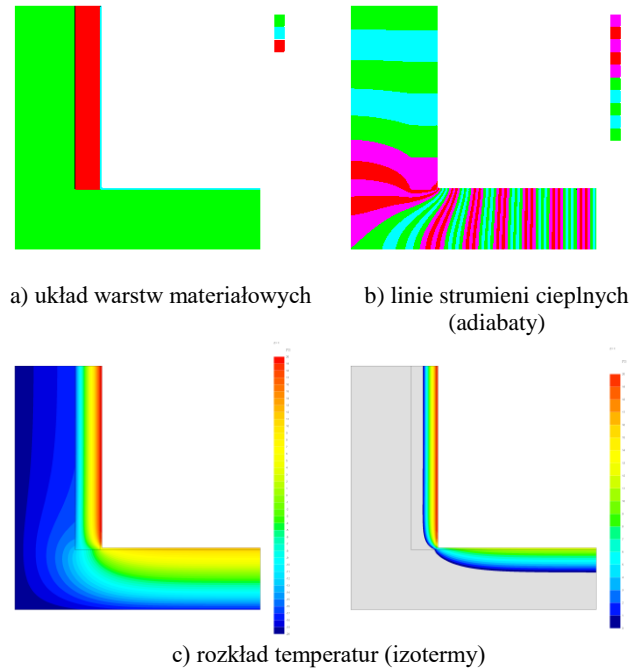 a) układ warstw materiałowych
b) linie strumieni cieplnych
(adiabaty)
c) rozkład temperatur (izotermy)